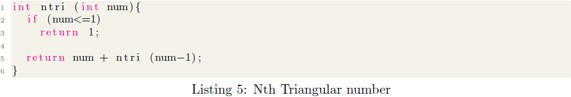 1 int ntri (int num){
2 if (num<=1)
3 return 1;
4
5 return num + ntri (num−1);
6 }
Listing 5: Nth Triangular number